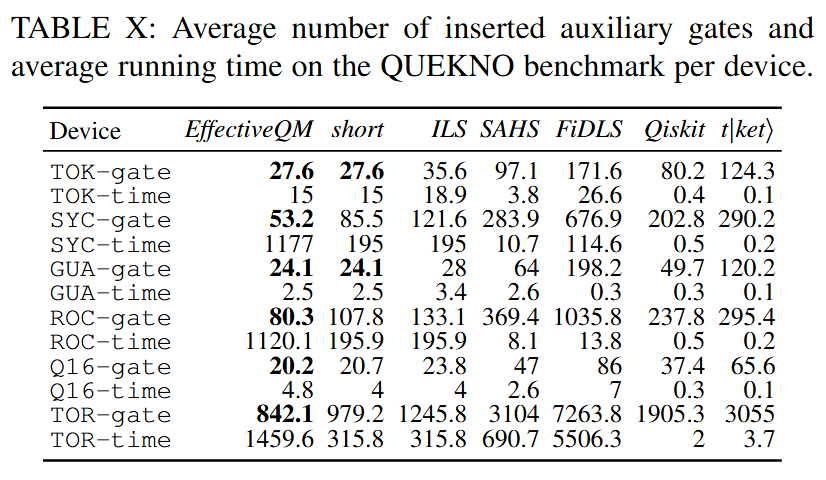 TABLE X: Average number of inserted auxiliary gates and
average running time on the QUEKNO benchmark per device.
Device EffectiveQM short ILS SAHS FiDLS Qiskit t|ket⟩
TOK-gate 27.6 27.6 35.6 97.1 171.6 80.2 124.3
TOK-time 15 15 18.9 3.8 26.6 0.4 0.1
SYC-gate 53.2 85.5 121.6 283.9 676.9 202.8 290.2
SYC-time 1177 195 195 10.7 114.6 0.5 0.2
GUA-gate 24.1 24.1 28 64 198.2 49.7 120.2
GUA-time 2.5 2.5 3.4 2.6 0.3 0.3 0.1
ROC-gate 80.3 107.8 133.1 369.4 1035.8 237.8 295.4
ROC-time 1120.1 195.9 195.9 8.1 13.8 0.5 0.2
Q16-gate 20.2 20.7 23.8 47 86 37.4 65.6
Q16-time 4.8 4 4 2.6 7 0.3 0.1
TOR-gate 842.1 979.2 1245.8 3104 7263.8 1905.3 3055
TOR-time 1459.6 315.8 315.8 690.7 5506.3 2 3.7